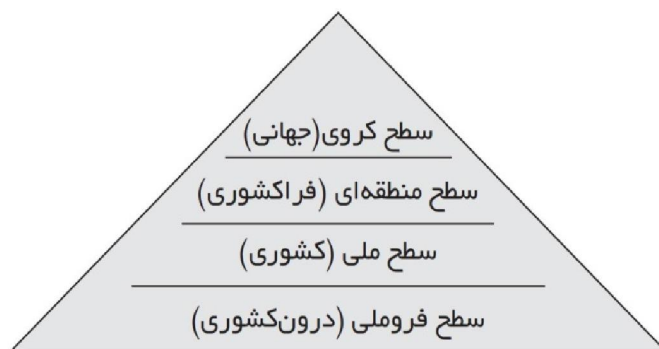 سطح کروی(جهانی)
سطح منطقه‌ای (فراکشوری)
سطح ملی (کشوری)
سطح فروملی (درون‌کشوری)